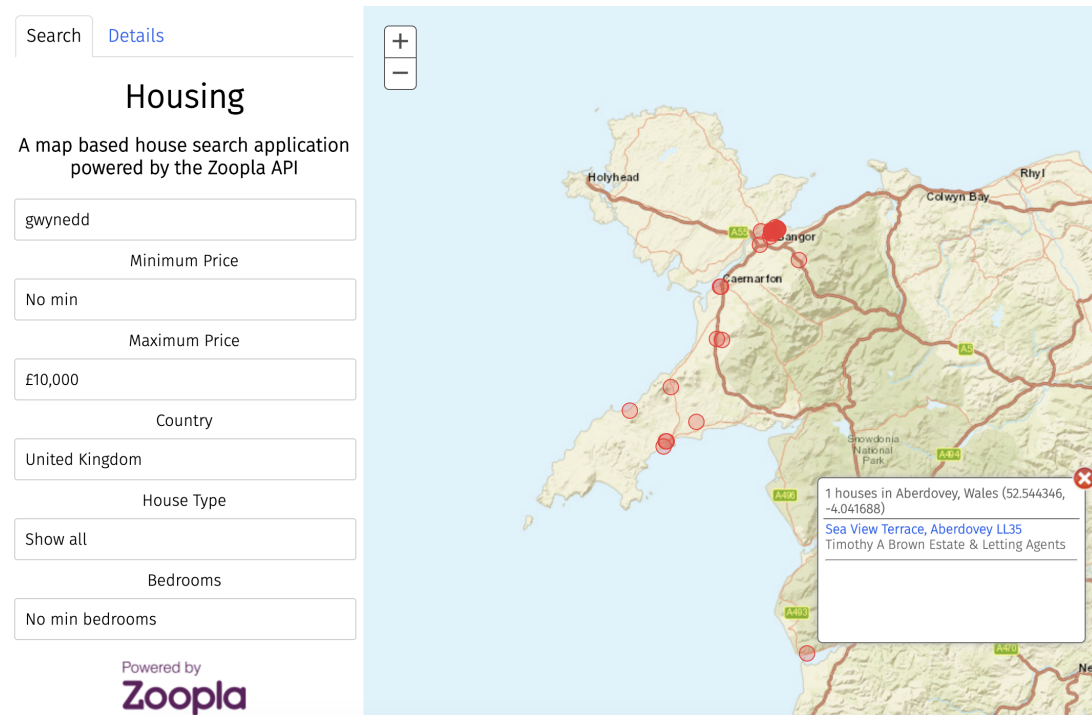 Search Details
Housing
A map based house search application
powered by the Zoopla API
gwynedd
Minimum Price
No min
Maximum Price
£10,000
Country
United Kingdom
House Type
Show all
Bedrooms
No min bedrooms
Powered by
Zoopla
+
−
Holyhead
Rhyl
Colwyn Bay
A55
Bangor
Caernarfon
A5
Snowdonia
National
Park
A494
A496
1 houses in Aberdovey, Wales (52.544346,
-4.041688)
Sea View Terrace, Aberdovey LL35
Timothy A Brown Estate & Letting Agents
A493
A470
Ne